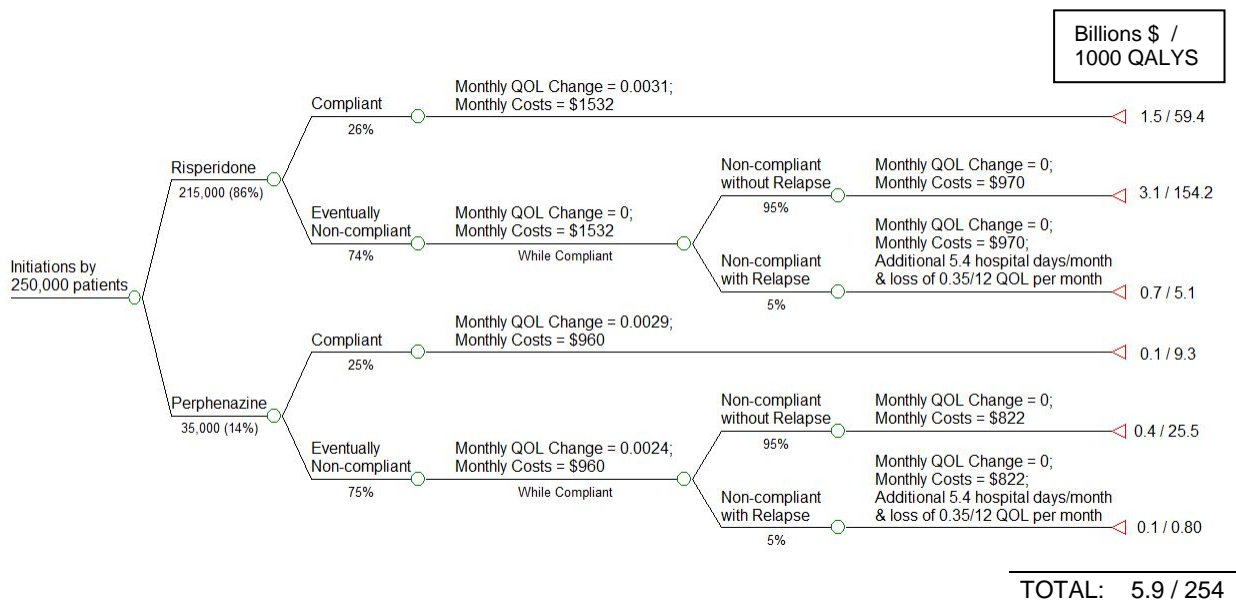 Billions $ /
1000 QALYS
Monthly QOL Change = 0.0031;
Monthly Costs = $1532
Compliant
26%
1.5 / 59.4
Risperidone
215,000 (86%)
Non-compliant
without Relapse
95%
Monthly QOL Change = 0;
Monthly Costs = $970
3.1 / 154.2
Eventually
Non-compliant
74%
Monthly QOL Change = 0;
Monthly Costs = $1532
While Compliant
Non-compliant
with Relapse
5%
Monthly QOL Change = 0;
Monthly Costs = $970;
Additional 5.4 hospital days/month
& loss of 0.35/12 QOL per month
0.7 / 5.1
Initiations by
250,000 patients
Monthly QOL Change = 0.0029;
Monthly Costs = $960
Compliant
25%
0.1 / 9.3
Perphenazine
35,000 (14%)
Non-compliant
without Relapse
95%
Monthly QOL Change = 0;
Monthly Costs = $822
0.4 / 25.5
Eventually
Non-compliant
75%
Monthly QOL Change = 0.0024;
Monthly Costs = $960
While Compliant
Non-compliant
with Relapse
5%
Monthly QOL Change = 0;
Monthly Costs = $822;
Additional 5.4 hospital days/month
& loss of 0.35/12 QOL per month
0.1 / 0.80
TOTAL: 5.9 / 254